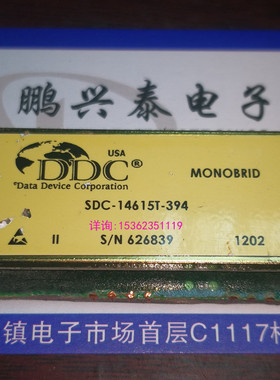 鹏兴泰电子
USA
DDC®
"Data Device Corporation
MONOBRID
SDC-14615T-394
详询:15362351119
II S/N 626839 1202
镇电子市场首层C1117柜